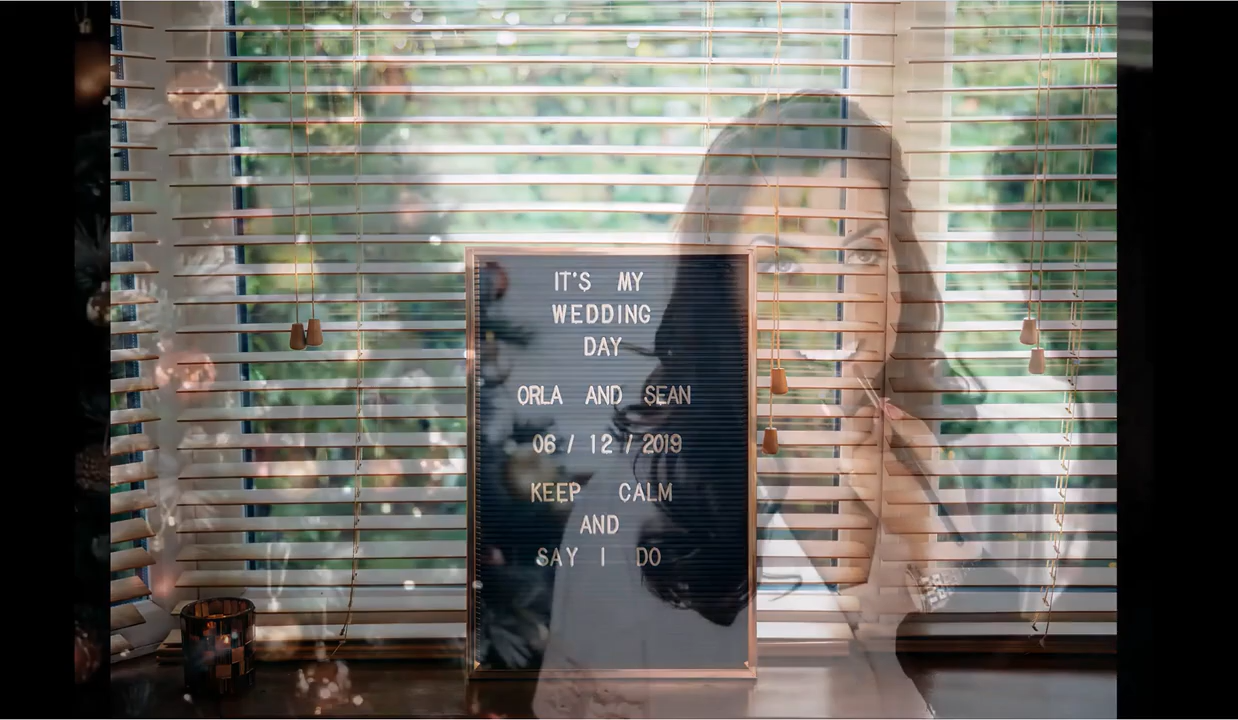 IT'S MY
WEDDING
DAY
ORLA AND SEAN
06 / 12 / 2019
KEEP CALM
AND
SAY I DO